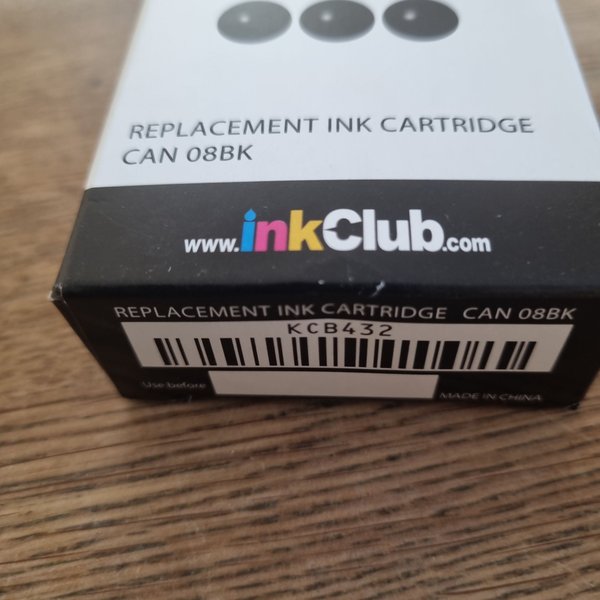 REPLACEMENT INK CARTRIDGE
CAN 08BK
www.inkClub.com
REPLACEMENT INK CARTRIDGE CAN 08BK
KCB432
Use before
MADE IN CHINA